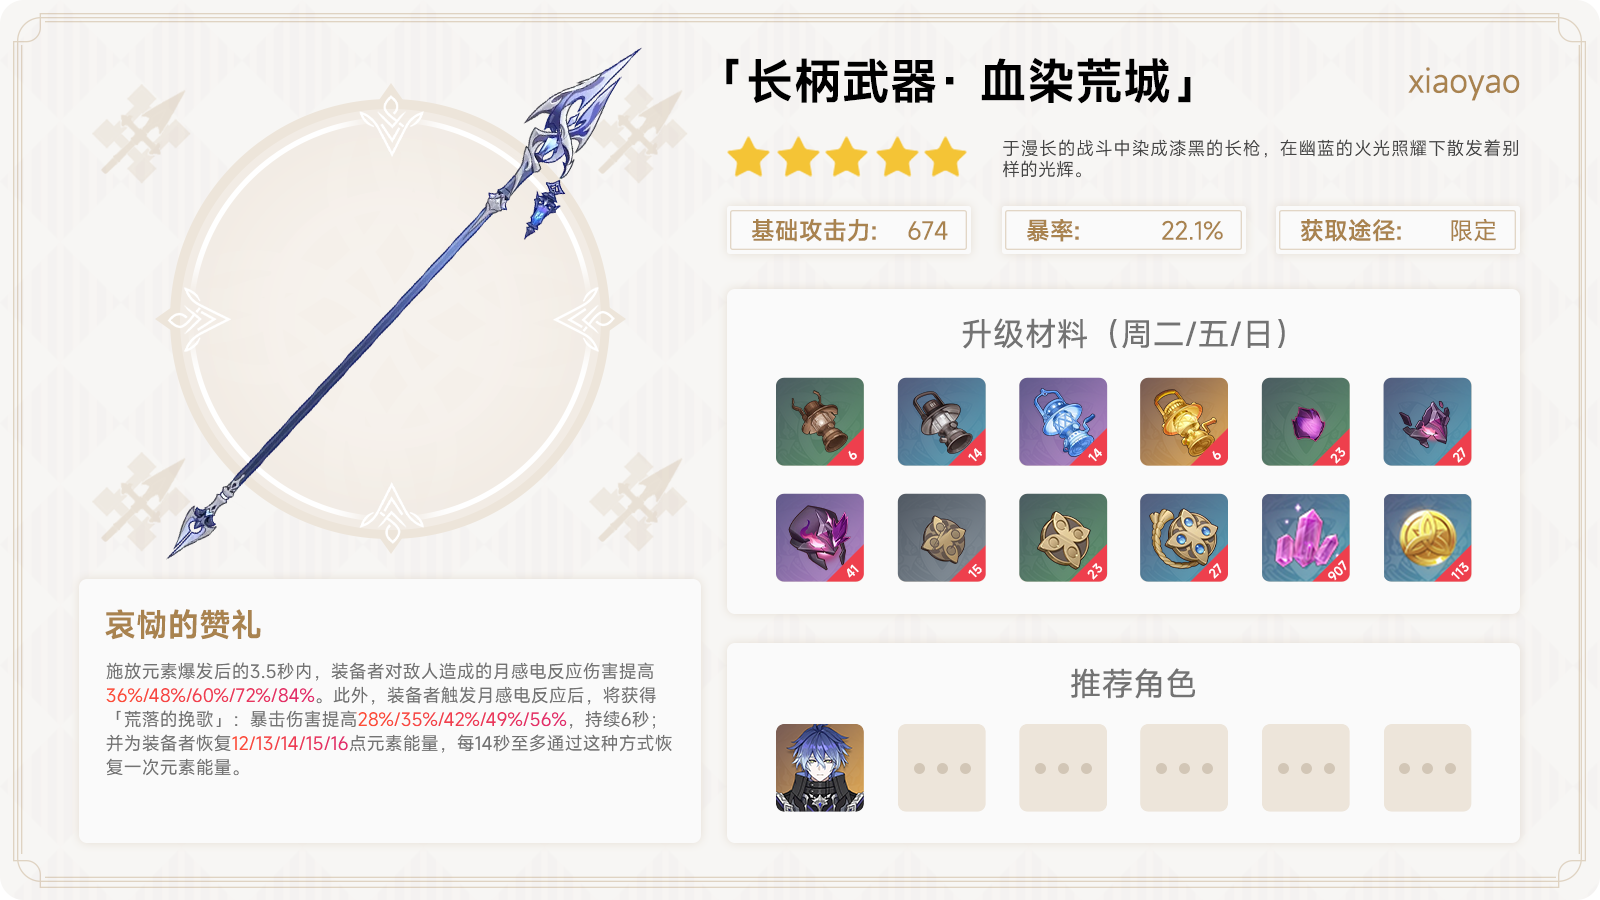 「长柄武器·血染荒城」
xiaoyao
于漫长的战斗中染成漆黑的长枪，在幽蓝的火光照耀下散发着别
样的光辉。
基础攻击力: 674
暴率: 22.1%
获取途径: 限定
升级材料（周二/五/日）
6 14 14 6 23 27
41 15 23 27 907 113
哀恸的赞礼
施放元素爆发后的3.5秒内，装备者对敌人造成的月感电反应伤害提高
36%/48%/60%/72%/84%。此外，装备者触发月感电反应后，将获得
「荒落的挽歌」：暴击伤害提高28%/35%/42%/49%/56%，持续6秒；
并为装备者恢复12/13/14/15/16点元素能量，每14秒至多通过这种方式恢
复一次元素能量。
推荐角色